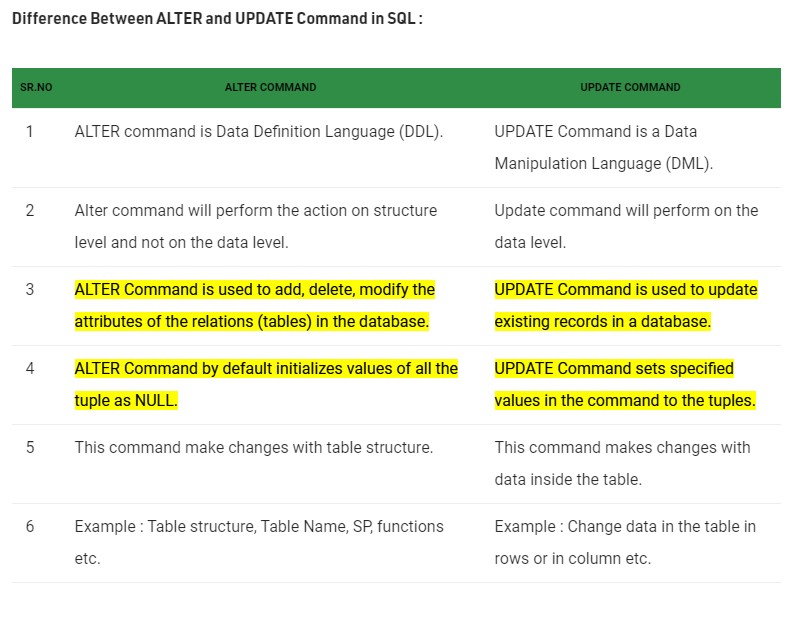 Difference Between ALTER and UPDATE Command in SQL :
SR.NO ALTER COMMAND UPDATE COMMAND
1 ALTER command is Data Definition Language (DDL). UPDATE Command is a Data
Manipulation Language (DML).
2 Alter command will perform the action on structure Update command will perform on the
level and not on the data level. data level.
3 ALTER Command is used to add, delete, modify the UPDATE Command is used to update
attributes of the relations (tables) in the database. existing records in a database.
4 ALTER Command by default initializes values of all the UPDATE Command sets specified
tuple as NULL. values in the command to the tuples.
5 This command make changes with table structure. This command makes changes with
data inside the table.
6 Example : Table structure, Table Name, SP, functions Example : Change data in the table in
etc. rows or in column etc.